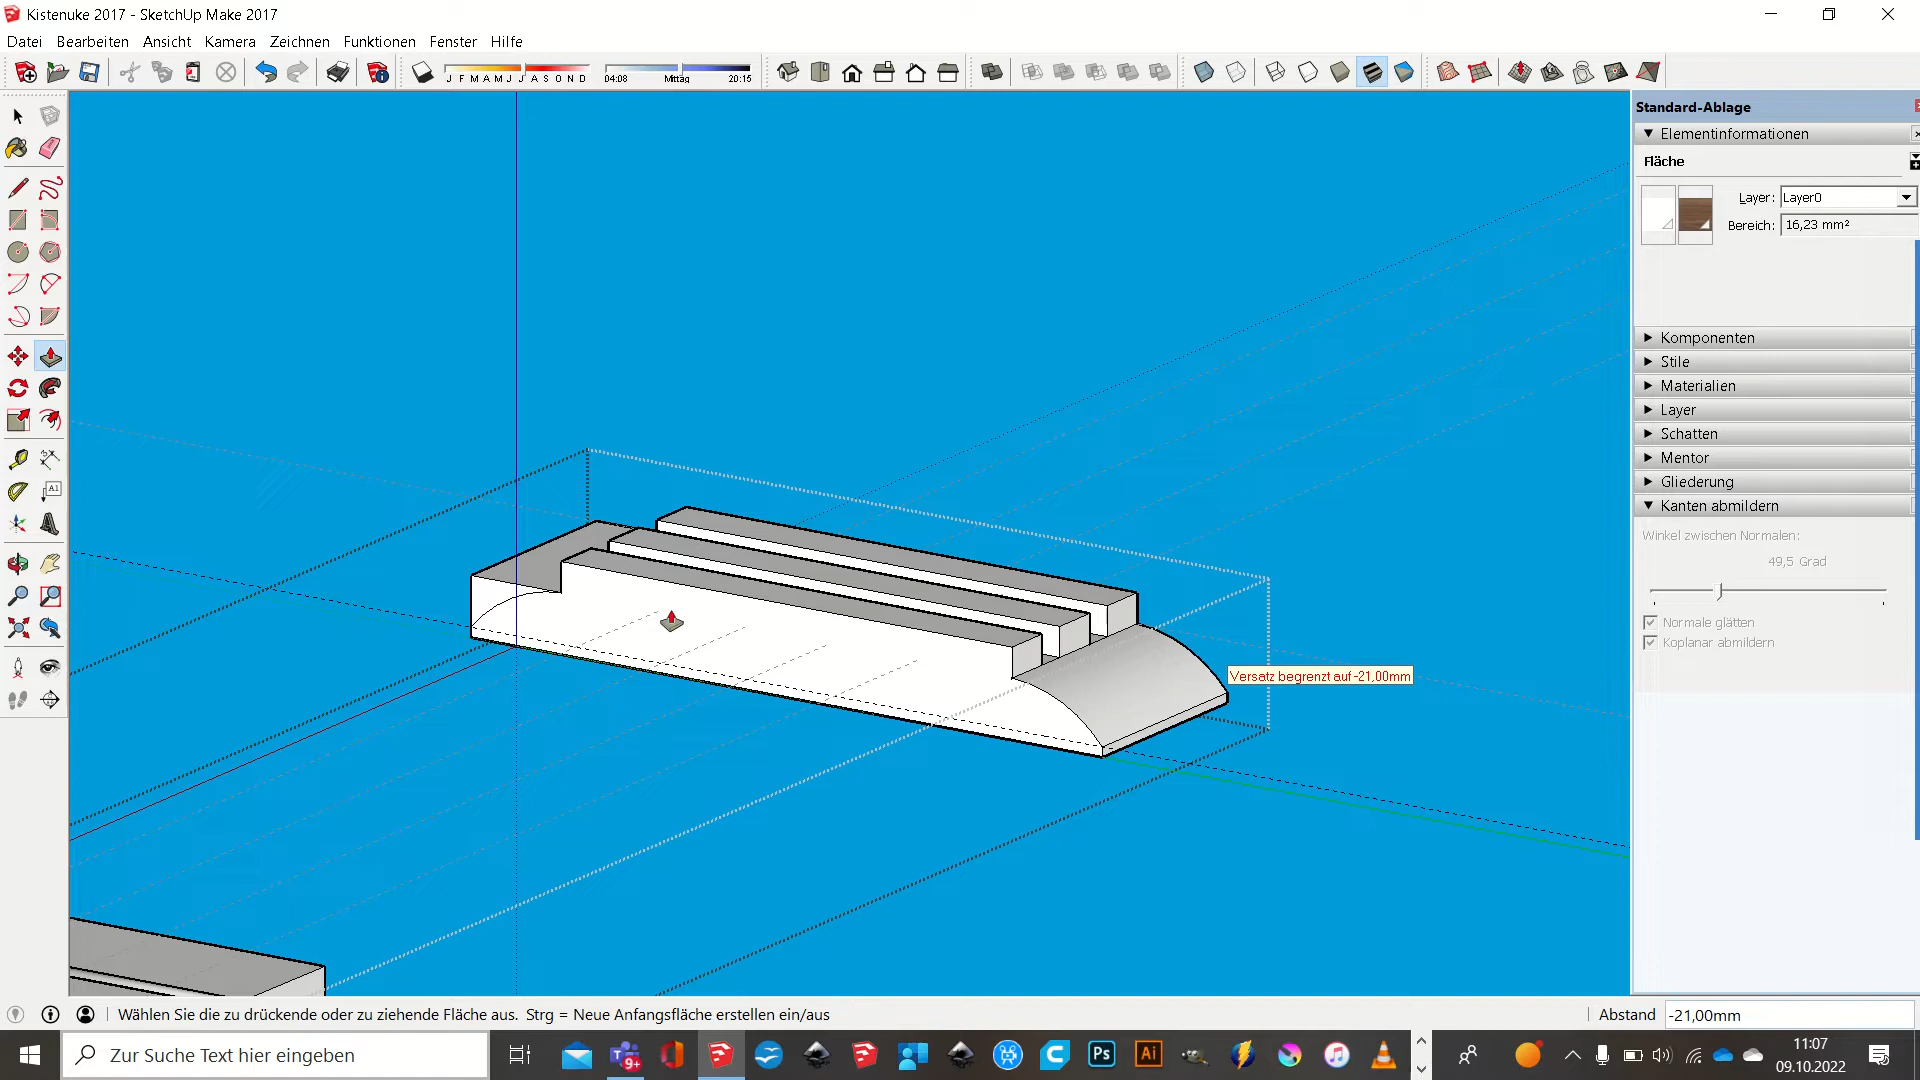 Kistenuke 2017 - SketchUp Make 2017
Datei Bearbeiten Ansicht Kamera Zeichnen Funktionen Fenster Hilfe
J F M A M J J A S O N D
04:08 Mittag 20:15
Standard-Ablage
Elementinformationen
Fläche
Layer: Layer0
Bereich: 16,23 mm²
Komponenten
Stile
Materialien
Layer
Schatten
Mentor
Gliederung
Kanten abmildern
Winkel zwischen Normalen:
49,5 Grad
Normale glätten
Koplanar abmildern
A1
Versatz begrenzt auf -21,00mm
Wählen Sie die zu drückende oder zu ziehende Fläche aus. Strg = Neue Anfangsfläche erstellen ein/aus
Abstand -21,00mm
Zur Suche Text hier eingeben
9+
Ps
Ai
11:07
09.10.2022